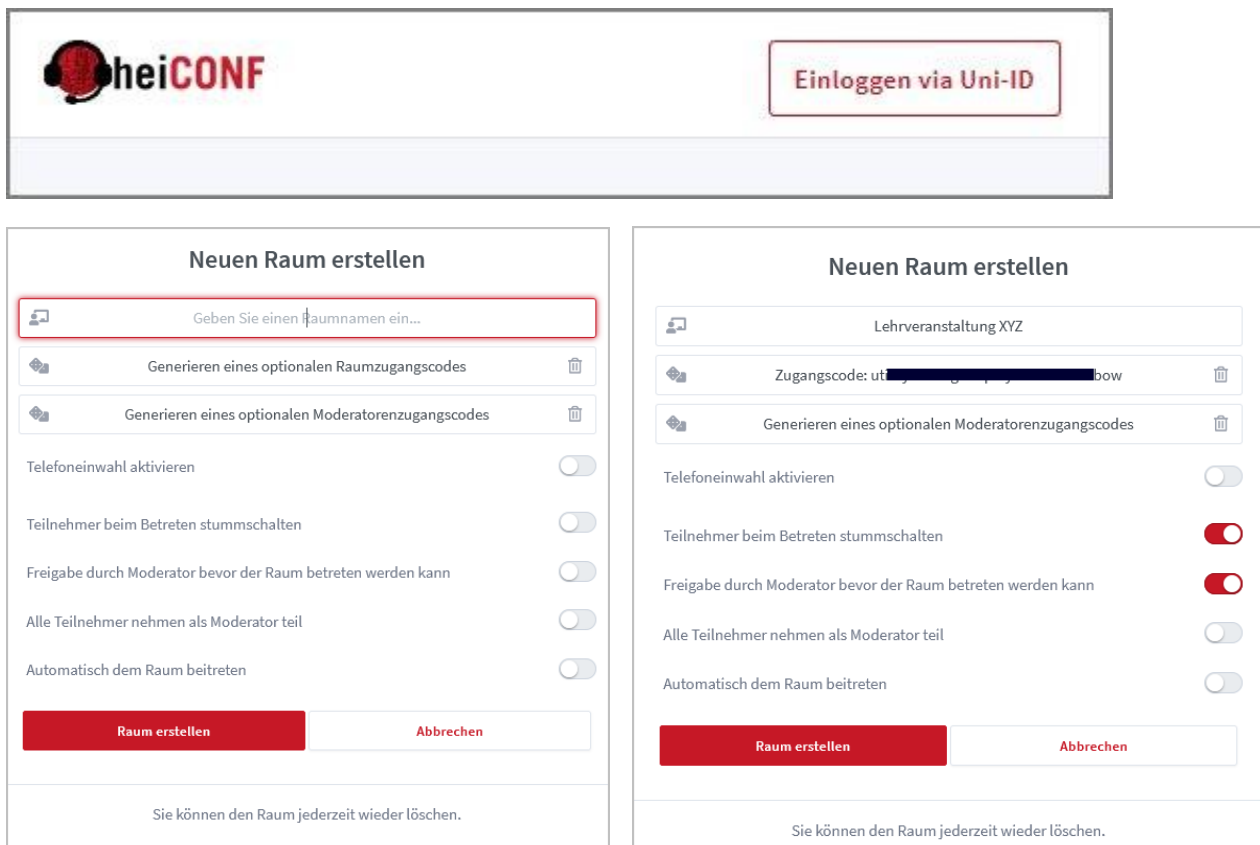 heiCONF
Einloggen via Uni-ID
Neuen Raum erstellen
Geben Sie einen Raumnamen ein...
Generieren eines optionalen Raumzugangscodes
Generieren eines optionalen Moderatorenzugangscodes
Telefoneinwahl aktivieren
Teilnehmer beim Betreten stummschalten
Freigabe durch Moderator bevor der Raum betreten werden kann
Alle Teilnehmer nehmen als Moderator teil
Automatisch dem Raum beitreten
Raum erstellen
Abbrechen
Sie können den Raum jederzeit wieder löschen.
Neuen Raum erstellen
Lehrveranstaltung XYZ
Zugangscode: uti bow
Generieren eines optionalen Moderatorenzugangscodes
Telefoneinwahl aktivieren
Teilnehmer beim Betreten stummschalten
Freigabe durch Moderator bevor der Raum betreten werden kann
Alle Teilnehmer nehmen als Moderator teil
Automatisch dem Raum beitreten
Raum erstellen
Abbrechen
Sie können den Raum jederzeit wieder löschen.